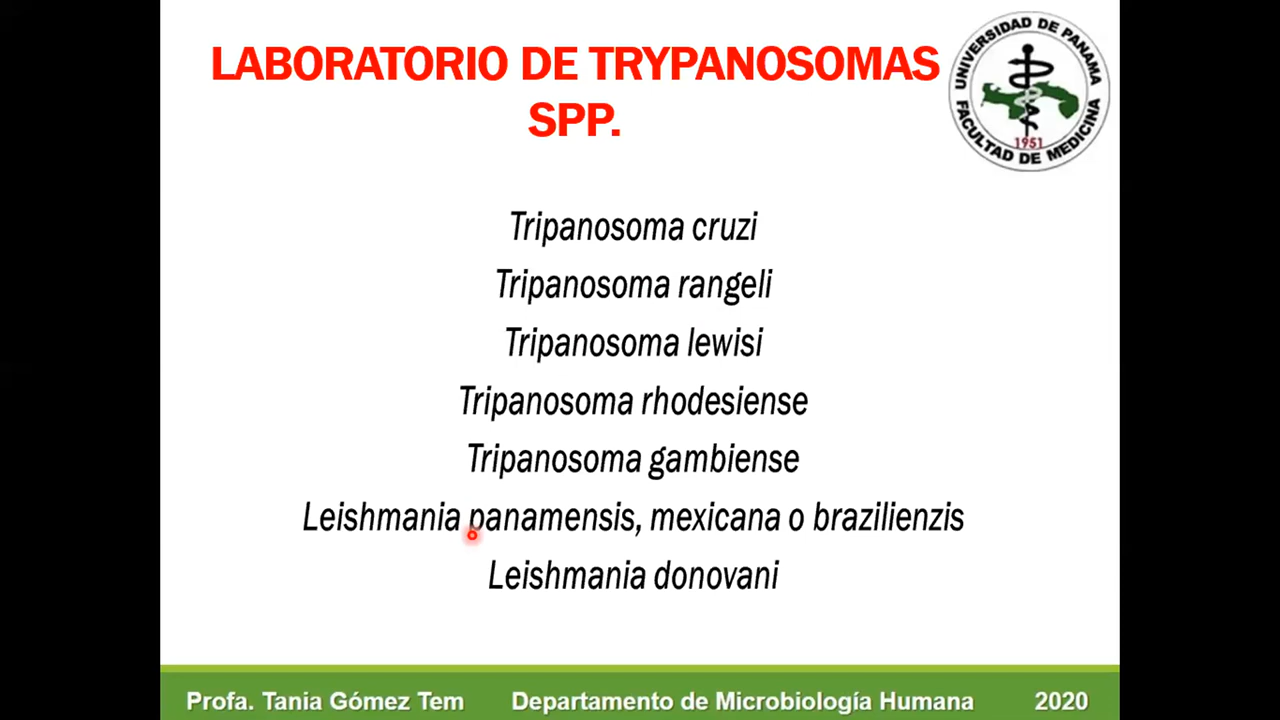 LABORATORIO DE TRYPANOSOMAS
SPP.
UNIVERSIDAD DE PANAMA
FACULTAD DE MEDICINA
1951
Tripanosoma cruzi
Tripanosoma rangeli
Tripanosoma lewisi
Tripanosoma rhodesiense
Tripanosoma gambiense
Leishmania panamensis, mexicana o brazilienzis
Leishmania donovani
Profa. Tania Gómez Tem Departamento de Microbiología Humana 2020